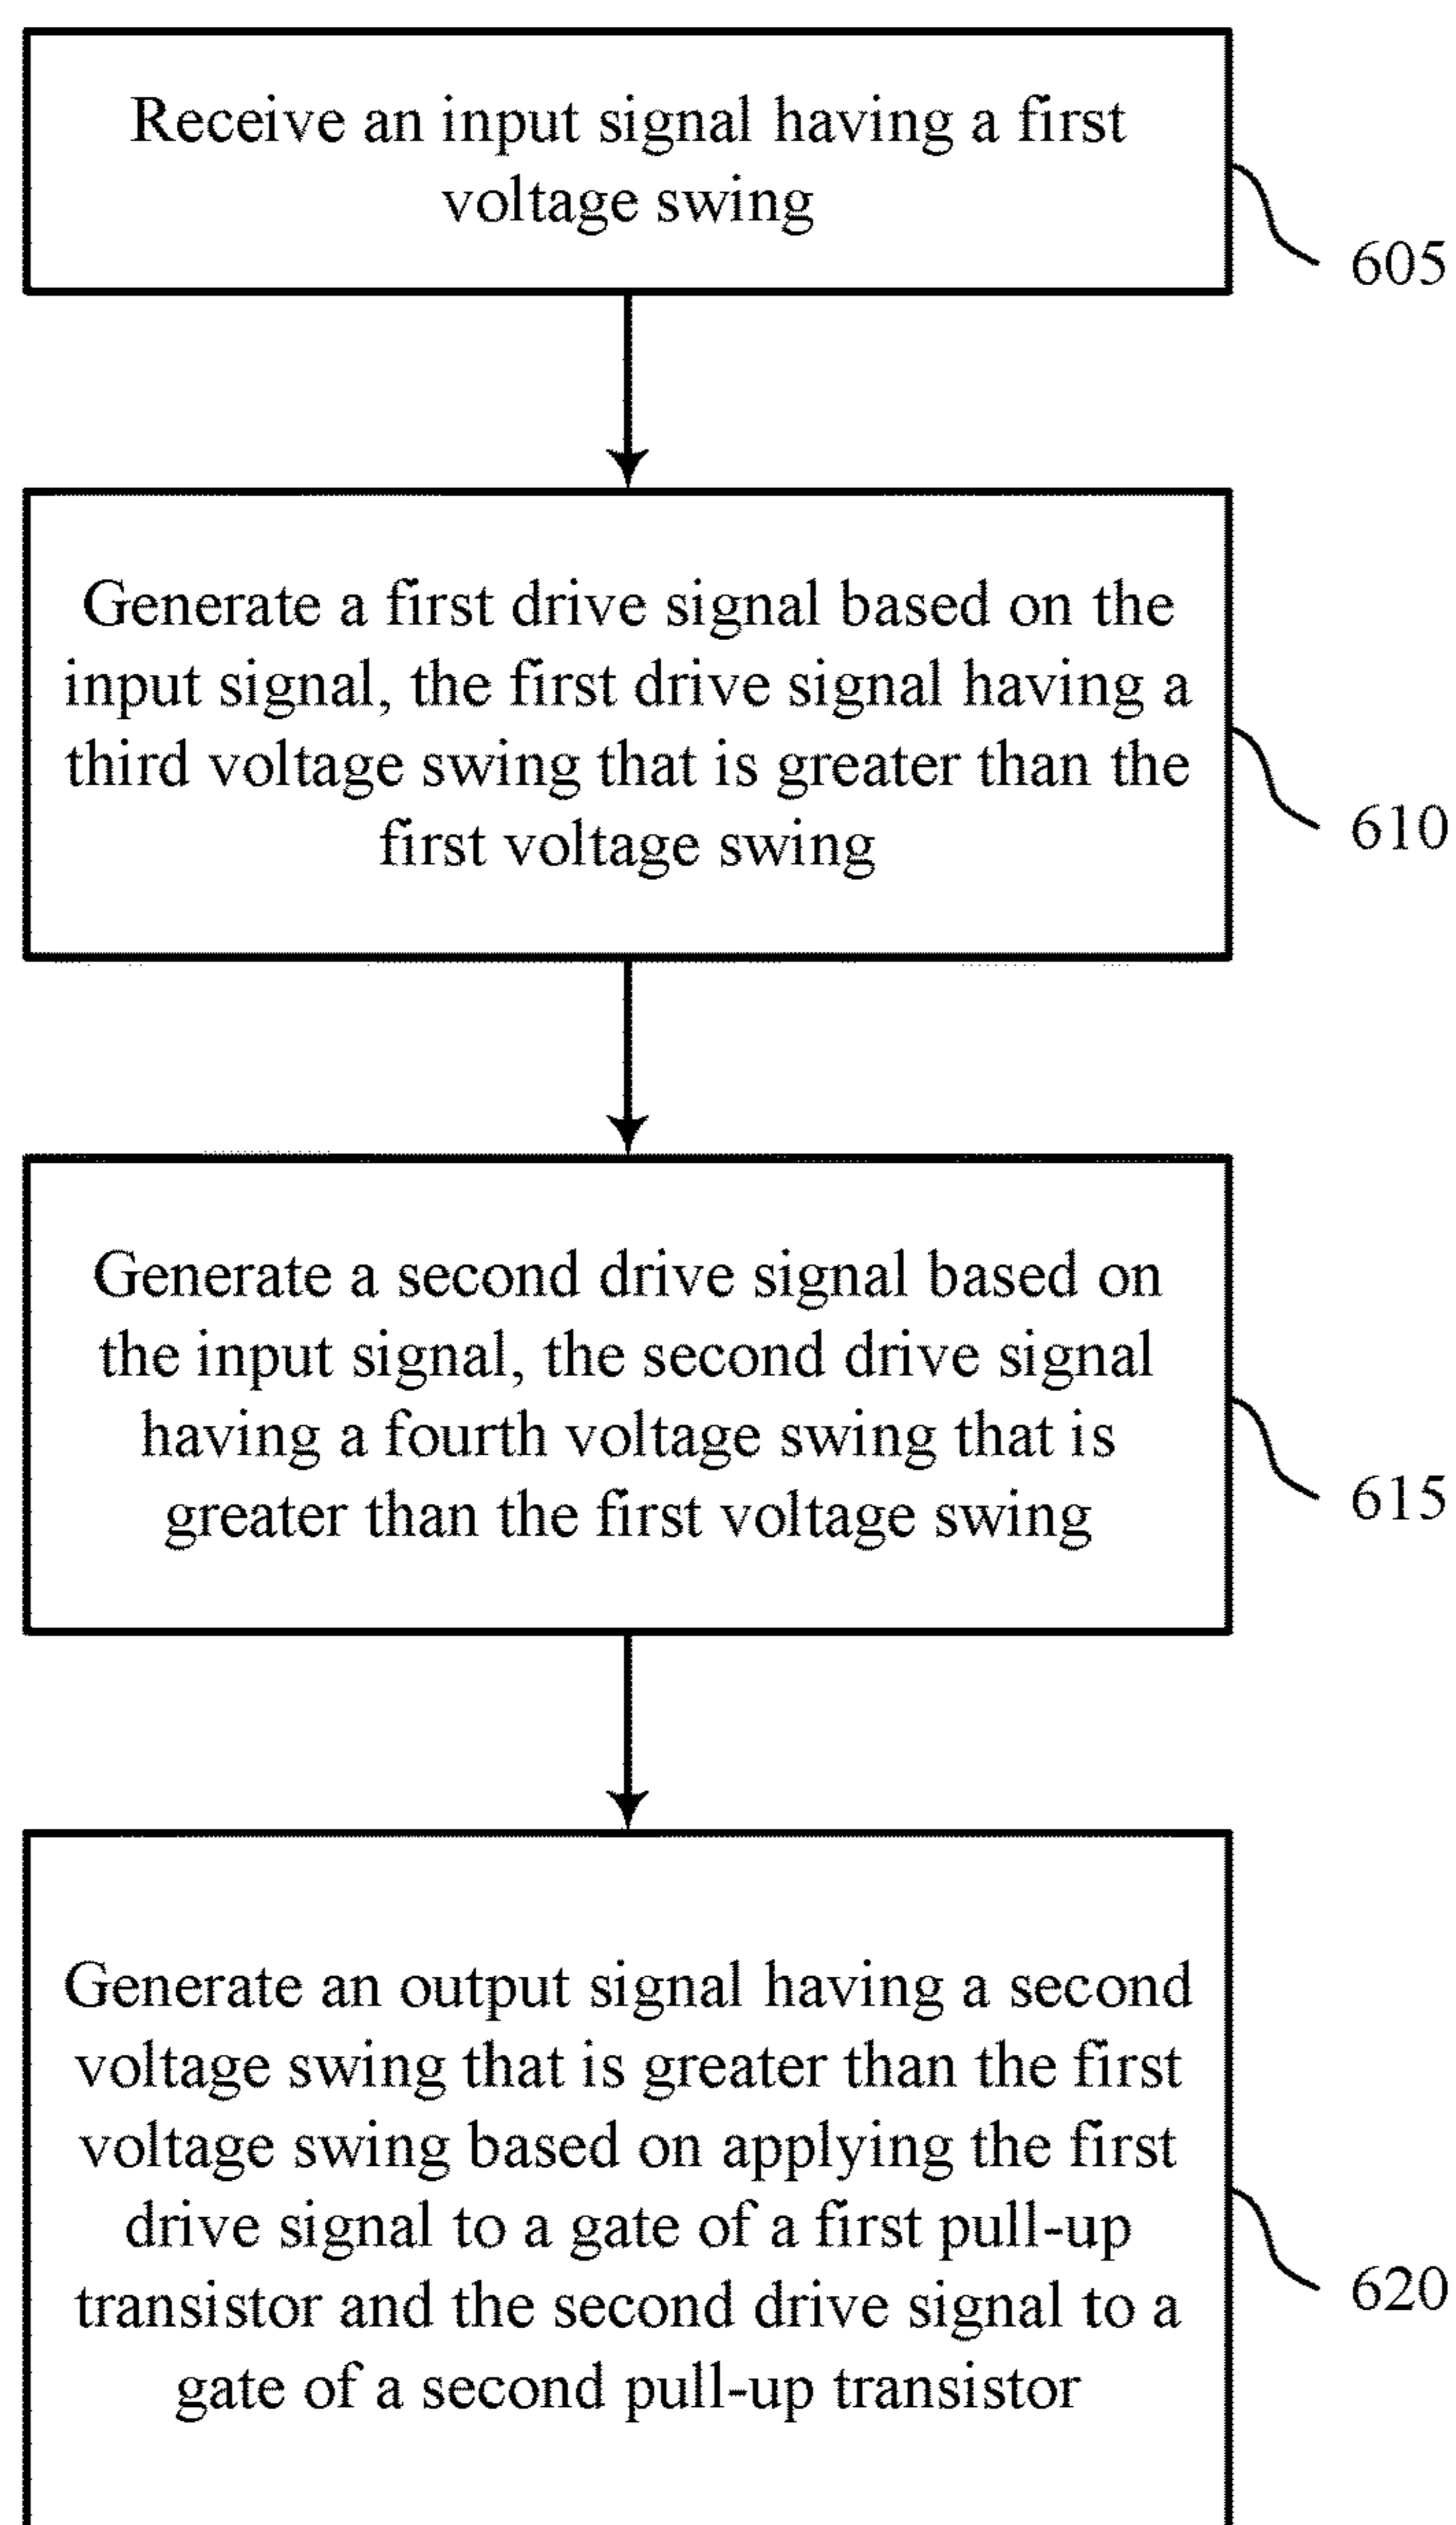 Receive an input signal having a first
voltage swing
605
Generate a first drive signal based on the
input signal, the first drive signal having a
third voltage swing that is greater than the
first voltage swing
610
Generate a second drive signal based on
the input signal, the second drive signal
having a fourth voltage swing that is
greater than the first voltage swing
615
Generate an output signal having a second
voltage swing that is greater than the first
voltage swing based on applying the first
drive signal to a gate of a first pull-up
transistor and the second drive signal to a
gate of a second pull-up transistor
620